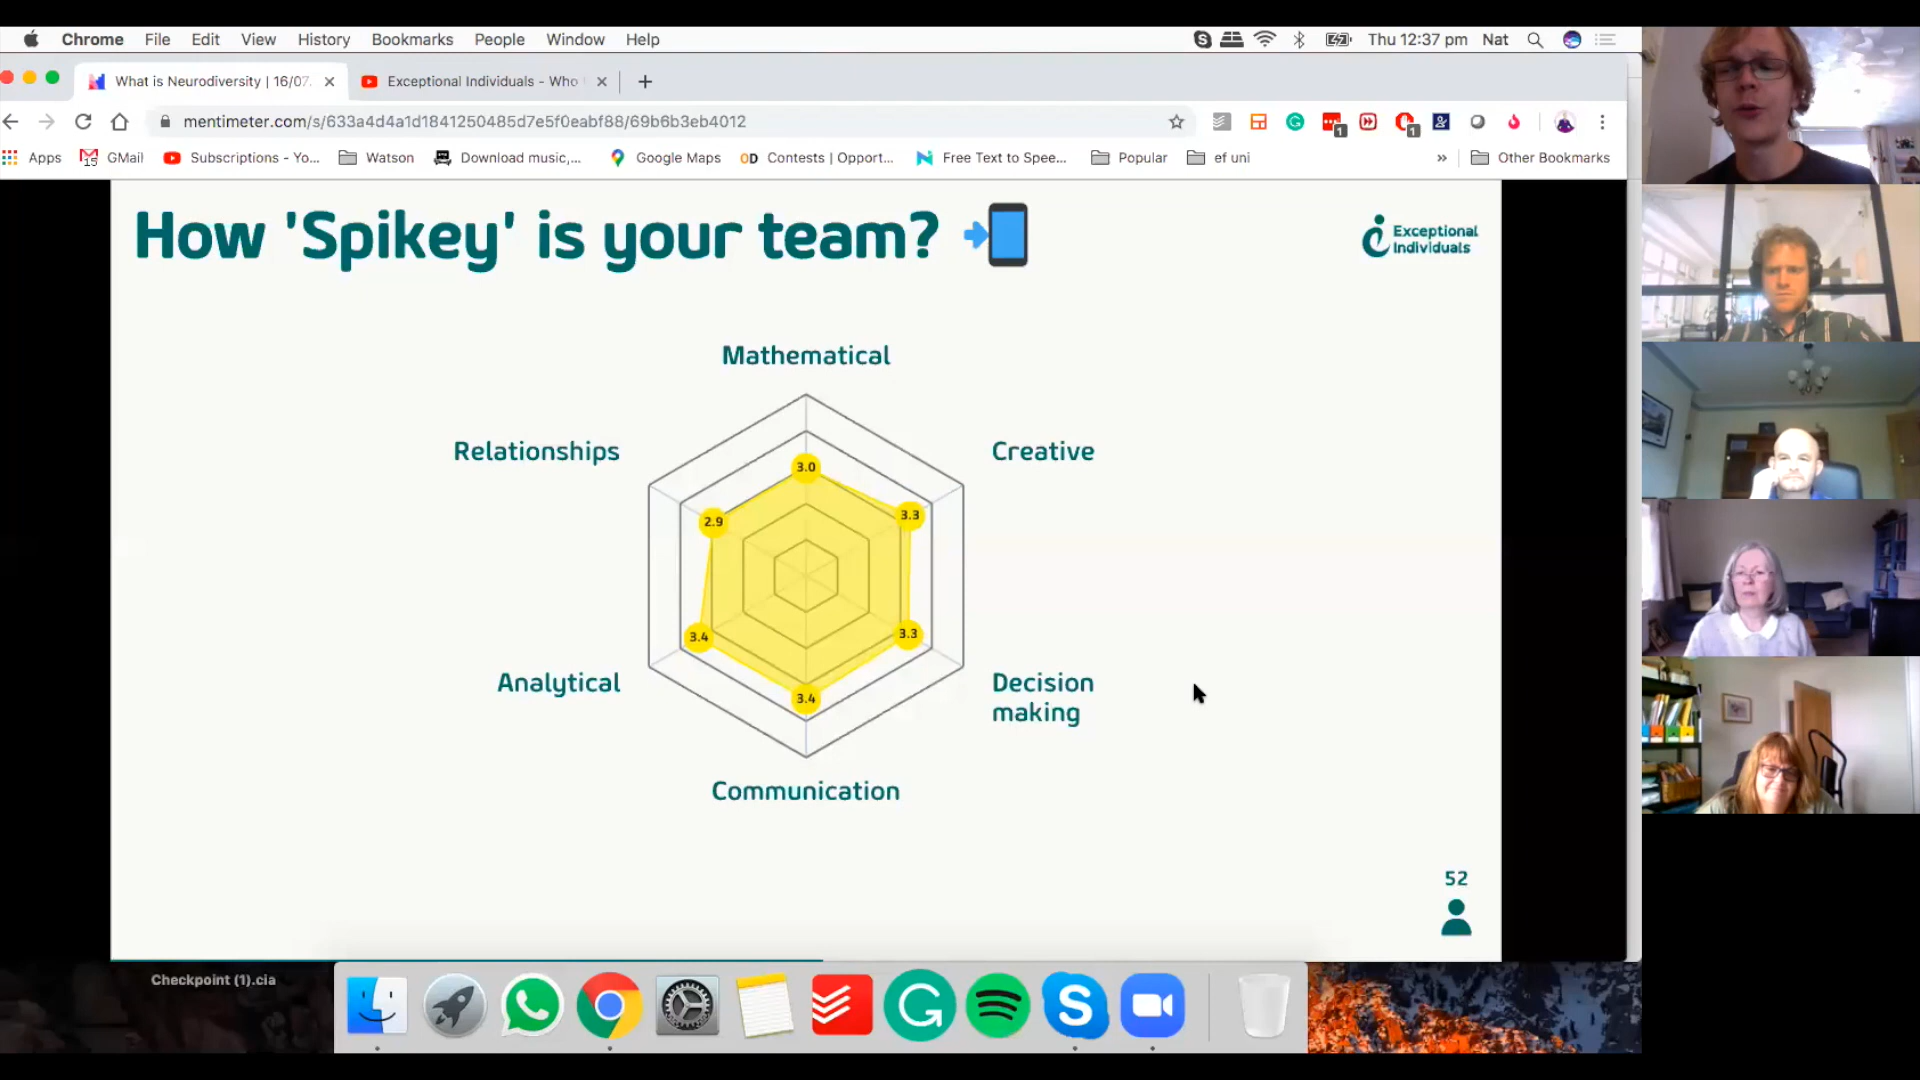 Chrome File Edit View History Bookmarks People Window Help Thu 12:37 pm Nat
What is Neurodiversity | 16/07. Exceptional Individuals - Who
mentimeter.com/s/633a4d4a1d1841250485d7e5f0eabf88/69b6b3eb4012
1 1
Apps 15 GMail Subscriptions - Yo... Watson Download music,... Google Maps OD Contests | Opport... Free Text to Spee... Popular ef uni » Other Bookmarks
How 'Spikey' is your team?
Exceptional
Individuals
Mathematical
Relationships
Creative
3.0
3.3
2.9
3.4
3.3
3.4
Analytical
Decision
making
Communication
52
Checkpoint (1).cia